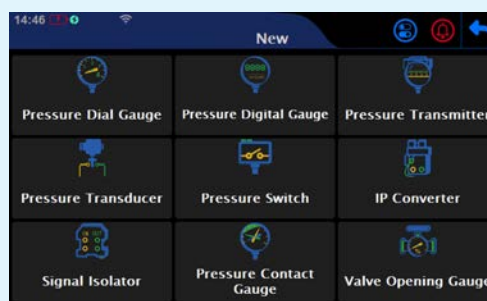 14:46
New
Pressure Dial Gauge
Pressure Digital Gauge
Pressure Transmitter
Pressure Transducer
Pressure Switch
IP Converter
Signal Isolator
Pressure Contact
Gauge
Valve Opening Gauge